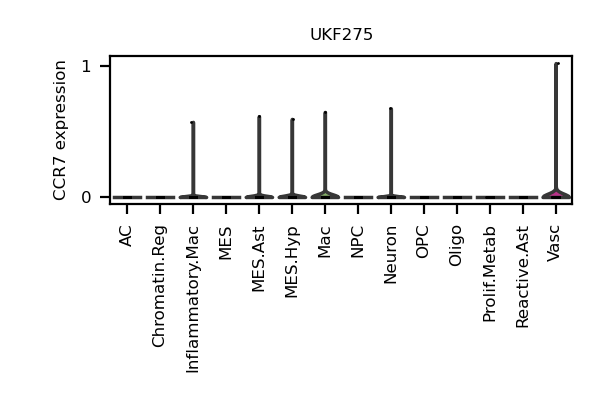 UKF275
CCR7 expression
1
0
AC
Chromatin.Reg
Inflammatory.Mac
MES
MES.Ast
MES.Hyp
Mac
NPC
Neuron
OPC
Oligo
Prolif.Metab
Reactive.Ast
Vasc